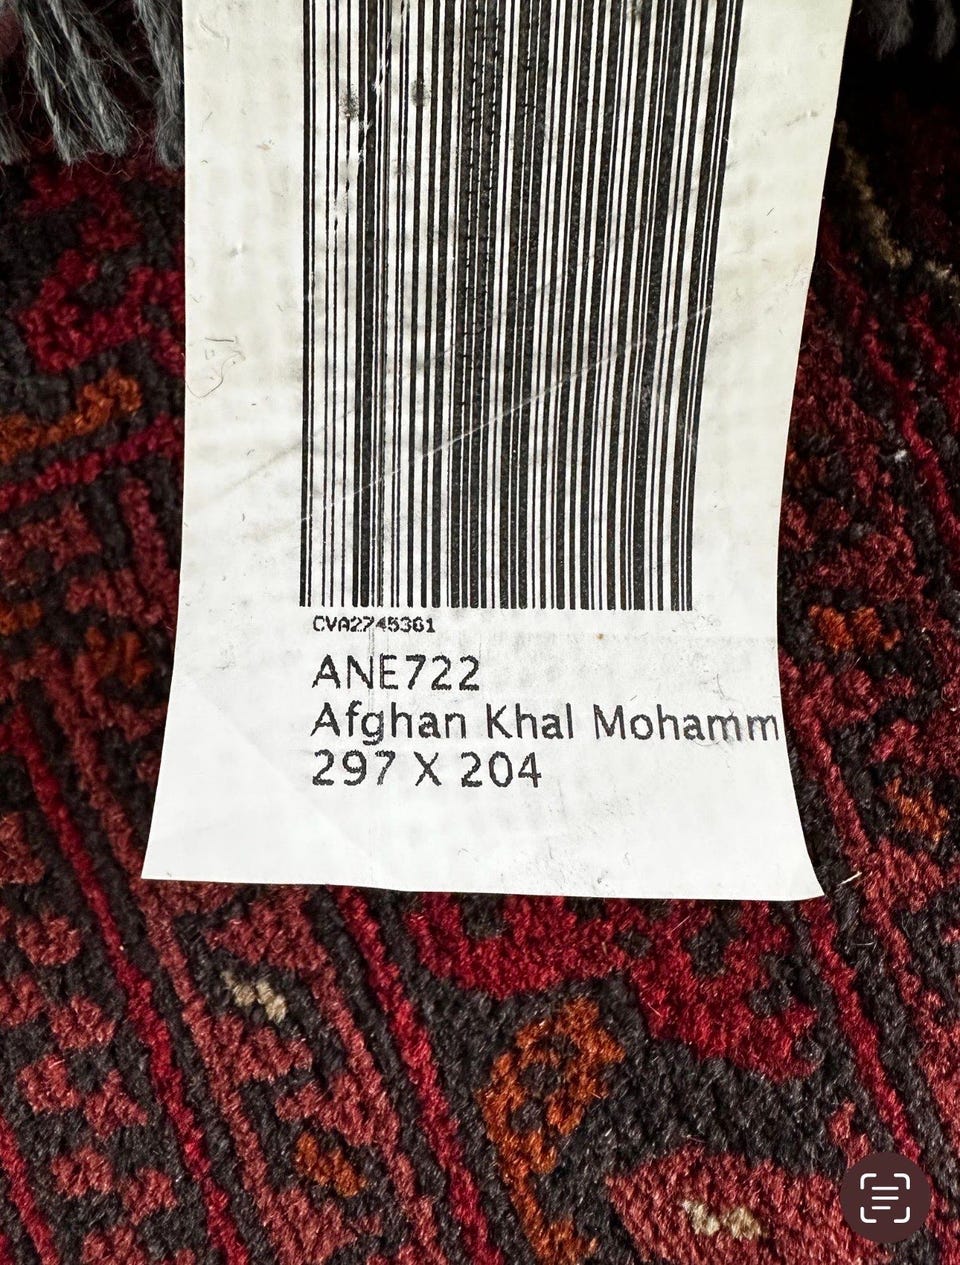 CVA2745361
ANE722
Afghan Khal Mohamm
297 X 204